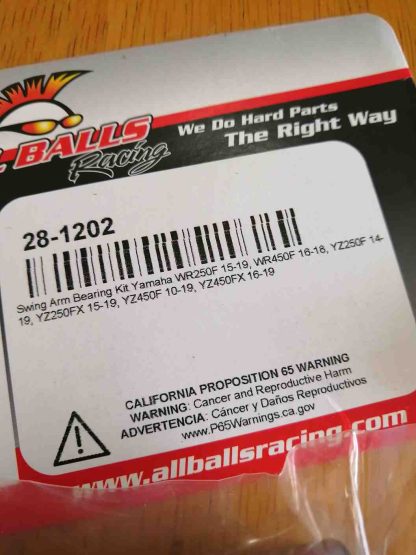 BALLS
Racing
We Do Hard Parts
The Right Way
28-1202
Swing Arm Bearing Kit Yamaha WR250F 15-19, WR450F 16-18, YZ250F 14-
19, YZ250FX 15-19, YZ450F 10-19, YZ450FX 16-19
CALIFORNIA PROPOSITION 65 WARNING
WARNING: Cancer and Reproductive Harm
ADVERTENCIA: Cáncer y Daños Reproductivos
www.P65Warnings.ca.gov
www.allballsracing.com